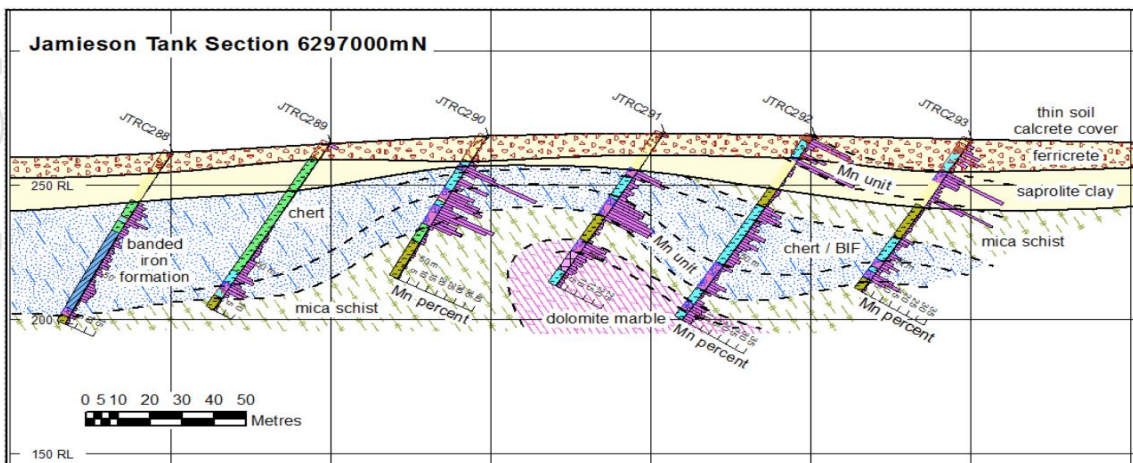 Jamieson Tank Section 6297000mN
JTRC288
JTRC289
JTRC290
JTRC291
JTRC292
JTRC293
thin soil
calcrete cover
ferricrete
250 RL
Mn unit
saprolite clay
chert
banded
iron
formation
Mn unit
chert / BIF
mica schist
mica schist
Mn percent
dolomite marble
Mn percent
Mn percent
200
0 5 10 20 30 40 50
Metres
150 RL